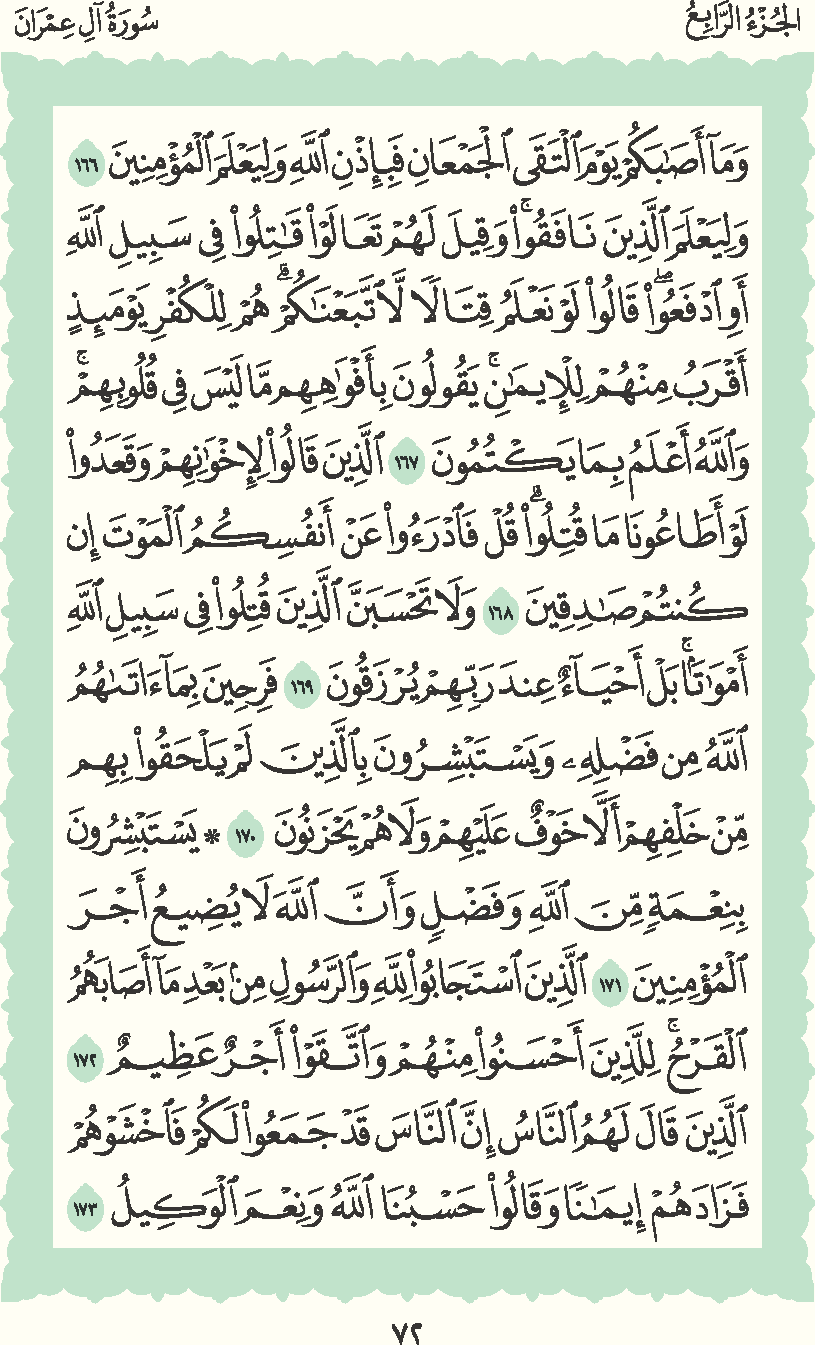 الجُزْءُ الرَّابِعُ
سُورَةُ آلِ عِمْرَانَ
وَمَآ أَصَـٰبَكُمْ يَوْمَ ٱلْتَقَى ٱلْجَمْعَانِ فَبِإِذْنِ ٱللَّهِ وَلِيَعْلَمَ ٱلْمُؤْمِنِينَ ١٦٦
وَلِيَعْلَمَ ٱلَّذِينَ نَافَقُوا۟ۚ وَقِيلَ لَهُمْ تَعَالَوْا۟ قَـٰتِلُوا۟ فِى سَبِيلِ ٱللَّهِ
أَوِ ٱدْفَعُوا۟ۖ قَالُوا۟ لَوْ نَعْلَمُ قِتَالًا لَّٱتَّبَعْنَـٰكُمْۗ هُمْ لِلْكُفْرِ يَوْمَئِذٍ
أَقْرَبُ مِنْهُمْ لِلْإِيمَـٰنِۚ يَقُولُونَ بِأَفْوَٰهِهِم مَّا لَيْسَ فِى قُلُوبِهِمْۚ
وَٱللَّهُ أَعْلَمُ بِمَا يَكْتُمُونَ ١٦٧ ٱلَّذِينَ قَالُوا۟ لِإِخْوَٰنِهِمْ وَقَعَدُوا۟
لَوْ أَطَاعُونَا مَا قُتِلُوا۟ۗ قُلْ فَٱدْرَءُوا۟ عَنْ أَنفُسِكُمُ ٱلْمَوْتَ إِن
كُنتُمْ صَـٰدِقِينَ ١٦٨ وَلَا تَحْسَبَنَّ ٱلَّذِينَ قُتِلُوا۟ فِى سَبِيلِ ٱللَّهِ
أَمْوَٰتًۢاۚ بَلْ أَحْيَآءٌ عِندَ رَبِّهِمْ يُرْزَقُونَ ١٦٩ فَرِحِينَ بِمَآ ءَاتَىٰهُمُ
ٱللَّهُ مِن فَضْلِهِۦ وَيَسْتَبْشِرُونَ بِٱلَّذِينَ لَمْ يَلْحَقُوا۟ بِهِم
مِّنْ خَلْفِهِمْ أَلَّا خَوْفٌ عَلَيْهِمْ وَلَا هُمْ يَحْزَنُونَ ١٧٠ * يَسْتَبْشِرُونَ
بِنِعْمَةٍ مِّنَ ٱللَّهِ وَفَضْلٍ وَأَنَّ ٱللَّهَ لَا يُضِيعُ أَجْرَ
ٱلْمُؤْمِنِينَ ١٧١ ٱلَّذِينَ ٱسْتَجَابُوا۟ لِلَّهِ وَٱلرَّسُولِ مِنۢ بَعْدِ مَآ أَصَابَهُمُ
ٱلْقَرْحُۚ لِلَّذِينَ أَحْسَنُوا۟ مِنْهُمْ وَٱتَّقَوْا۟ أَجْرٌ عَظِيمٌ ١٧٢
ٱلَّذِينَ قَالَ لَهُمُ ٱلنَّاسُ إِنَّ ٱلنَّاسَ قَدْ جَمَعُوا۟ لَكُمْ فَٱخْشَوْهُمْ
فَزَادَهُمْ إِيمَـٰنًا وَقَالُوا۟ حَسْبُنَا ٱللَّهُ وَنِعْمَ ٱلْوَكِيلُ ١٧٣
٧٢